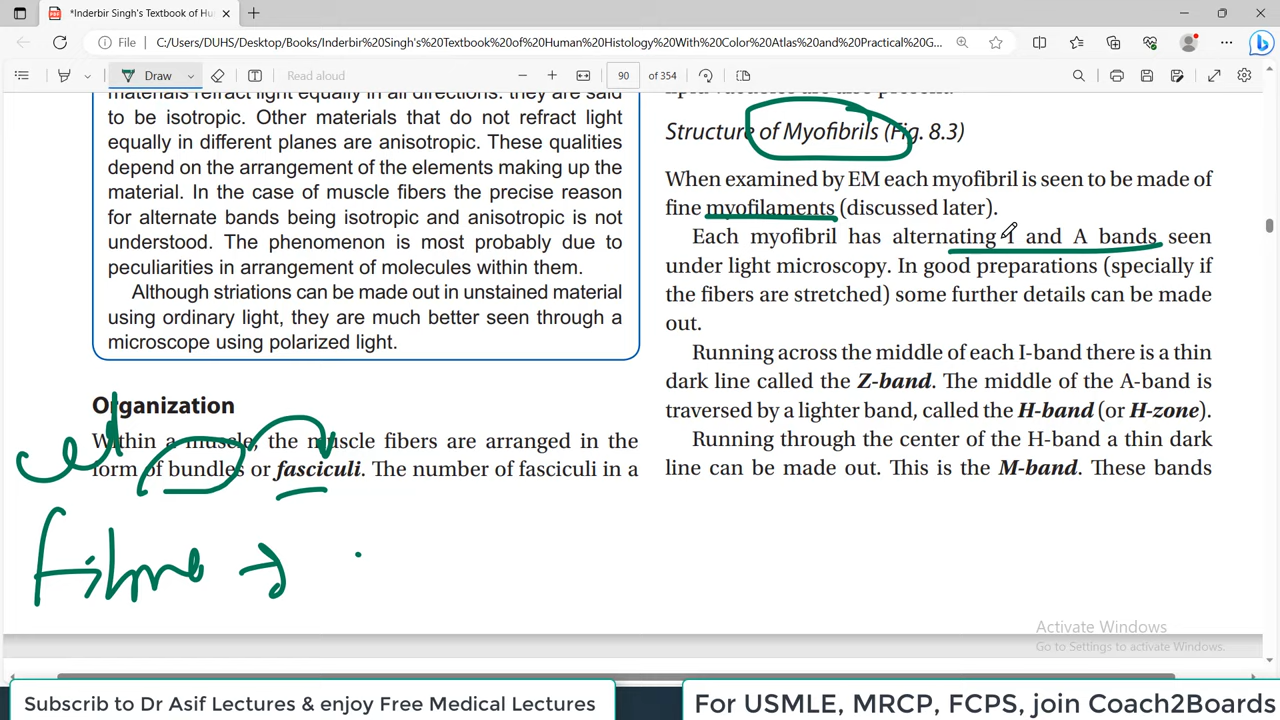 *Inderbir Singh's Textbook of Hu
File
C:/Users/DUHS/Desktop/Books/Inderbir%20Singh's%20Textbook%20of%20Human%20Histology%20With%20Color%20Atlas%20and%20Practical%20G...
Draw
Read aloud
90 of 354
materials refract light equally in all directions: they are said
to be isotropic. Other materials that do not refract light
equally in different planes are anisotropic. These qualities
depend on the arrangement of the elements making up the
material. In the case of muscle fibers the precise reason
for alternate bands being isotropic and anisotropic is not
understood. The phenomenon is most probably due to
peculiarities in arrangement of molecules within them.
Although striations can be made out in unstained material
using ordinary light, they are much better seen through a
microscope using polarized light.
Organization
Within a muscle, the muscle fibers are arranged in the
form of bundles or fasciculi. The number of fasciculi in a
lipid vacuoles are also present.
Structure of Myofibrils (Fig. 8.3)
When examined by EM each myofibril is seen to be made of
fine myofilaments (discussed later).
Each myofibril has alternating I and A bands seen
under light microscopy. In good preparations (specially if
the fibers are stretched) some further details can be made
out.
Running across the middle of each I-band there is a thin
dark line called the Z-band. The middle of the A-band is
traversed by a lighter band, called the H-band (or H-zone).
Running through the center of the H-band a thin dark
line can be made out. This is the M-band. These bands
Activate Windows
Go to Settings to activate Windows.
Subscrib to Dr Asif Lectures & enjoy Free Medical Lectures
For USMLE, MRCP, FCPS, join Coach2Boards